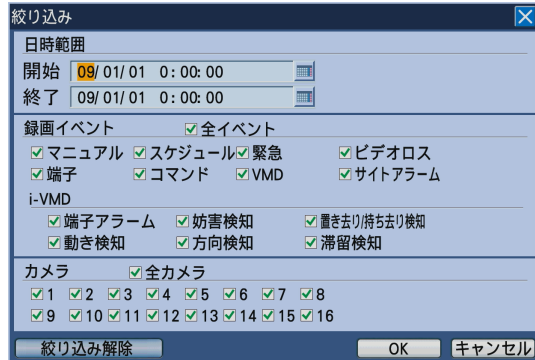 絞り込み
日時範囲
開始 09/ 01/ 01 0 : 00: 00
終了 09/ 01/ 01 0 : 00: 00
録画イベント 全イベント
マニュアル スケジュール 緊急 ビデオロス
端子 コマンド VMD サイトアラーム
i-VMD
端子アラーム 妨害検知 置き去り/持ち去り検知
動き検知 方向検知 滞留検知
カメラ 全カメラ
1 2 3 4 5 6 7 8
9 10 11 12 13 14 15 16
絞り込み解除 OK キャンセル